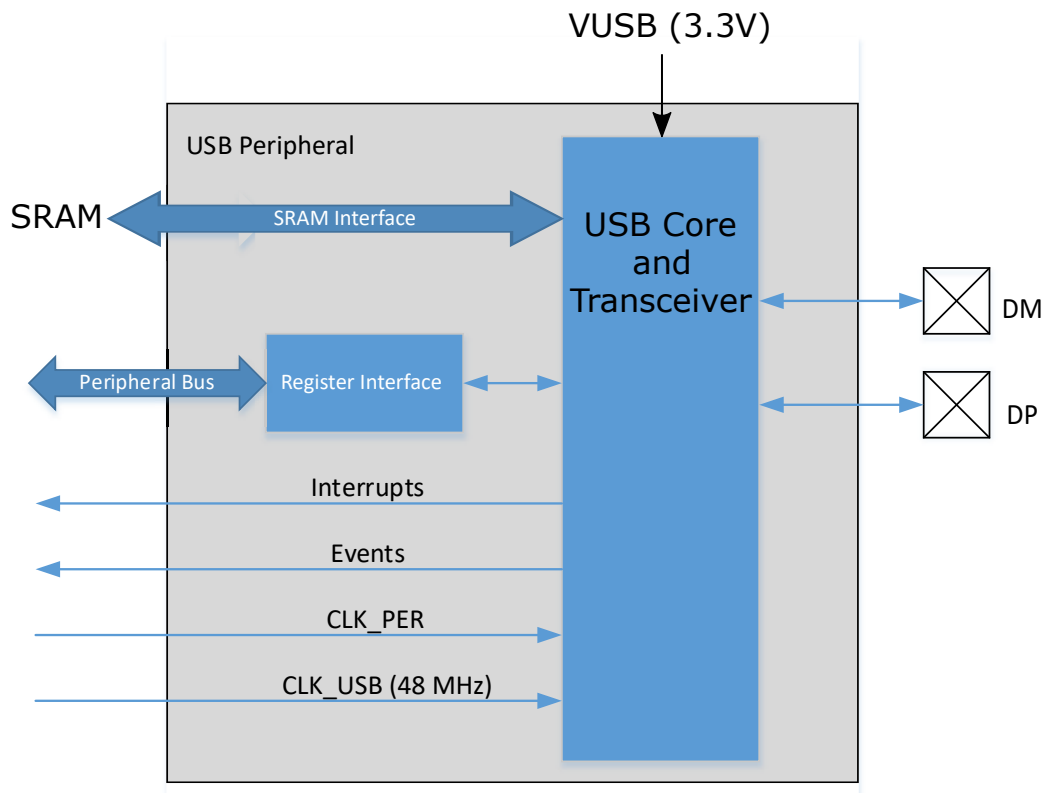 VUSB (3.3V)
USB Peripheral
SRAM
SRAM Interface
USB Core
and
Transceiver
DM
Peripheral Bus
Register Interface
DP
Interrupts
Events
CLK_PER
CLK_USB (48 MHz)